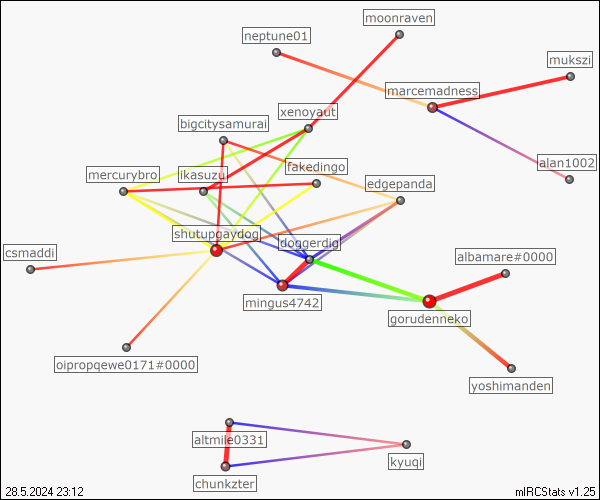 moonraven
neptune01
mukszi
marcemadness
xenoyaut
bigcitysamurai
alan1002
fakedingo
mercurybro
ikasuzu
edgepanda
shutupgaydog
doggerdig
csmaddi
albamare#0000
mingus4742
gorudenneko
oipropqewe0171#0000
yoshimanden
altmile0331
kyuqi
chunkzter
28.5.2024 23:12
mIRCStats v1.25